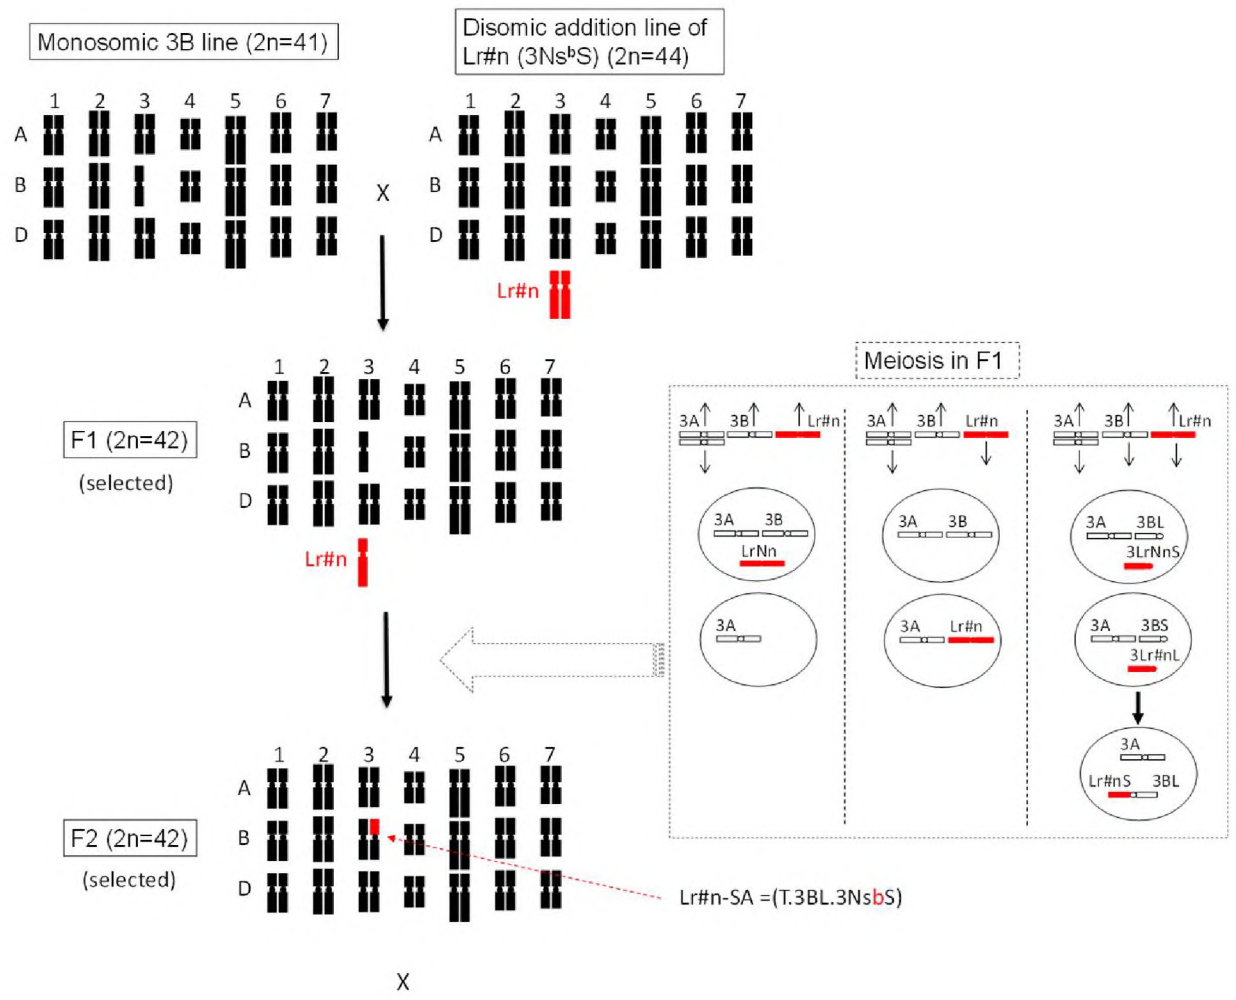 Monosomic 3B line (2n=41)
Disomic addition line of
Lr#n (3NsᵇS) (2n=44)
1 2 3 4 5 6 7
A
B
D
X
1 2 3 4 5 6 7
A
B
D
Lr#n
F1 (2n=42)
(selected)
1 2 3 4 5 6 7
A
B
D
Lr#n
Meiosis in F1
3A 3B Lr#n
3A 3B Lr#n
3A 3B Lr#n
3A 3B
LrNn
3A
3A 3B
3A Lr#n
3A 3BL
3LrNnS
3A 3BS
3Lr#nL
3A
Lr#nS 3BL
F2 (2n=42)
(selected)
1 2 3 4 5 6 7
A
B
D
Lr#n-SA =(T.3BL.3NsbS)
X